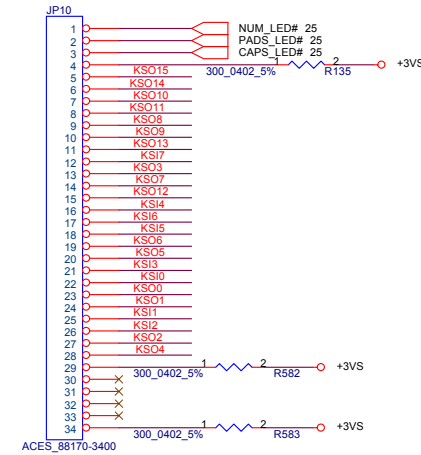 JP10
1 NUM_LED# 25
2 PADS_LED# 25
3 CAPS_LED# 25
4 300_0402_5% 1 2 R135 +3VS
5 KSO15
6 KSO14
7 KSO10
8 KSO11
9 KSO8
10 KSO9
11 KSO13
12 KSI7
13 KSO3
14 KSO7
15 KSO12
16 KSI4
17 KSI6
18 KSI5
19 KSO6
20 KSO5
21 KSI3
22 KSI0
23 KSO0
24 KSO1
25 KSI1
26 KSI2
27 KSO2
28 KSO4
29 300_0402_5% 1 2 R582 +3VS
30
31
32
33
34 300_0402_5% 1 2 R583 +3VS
ACES_88170-3400